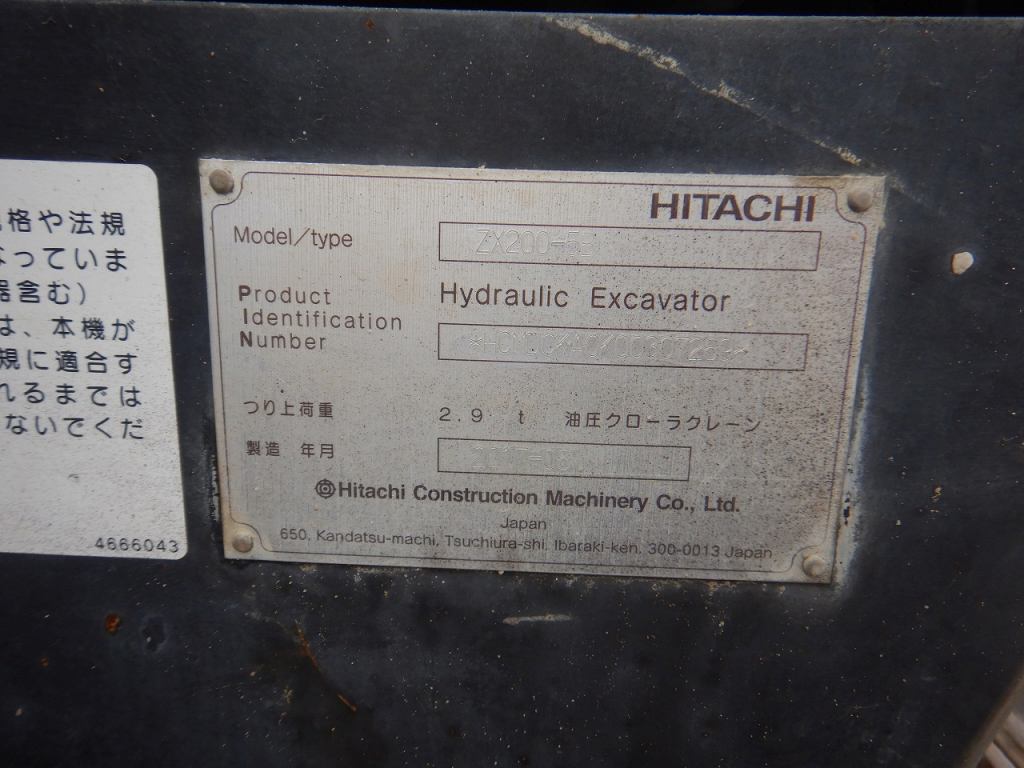 格や法規
なっていま
器含む)
は、本機が
規に適合す
れるまでは
ないでくだ
4666043
HITACHI
Model/type ZX200-5B
Product
Identification
Number
Hydraulic Excavator
つり上荷重 2.9 t 油圧クローラクレーン
製造 年月
Hitachi Construction Machinery Co., Ltd.
Japan
650, Kandatsu-machi, Tsuchiura-shi, Ibaraki-ken, 300-0013 Japan